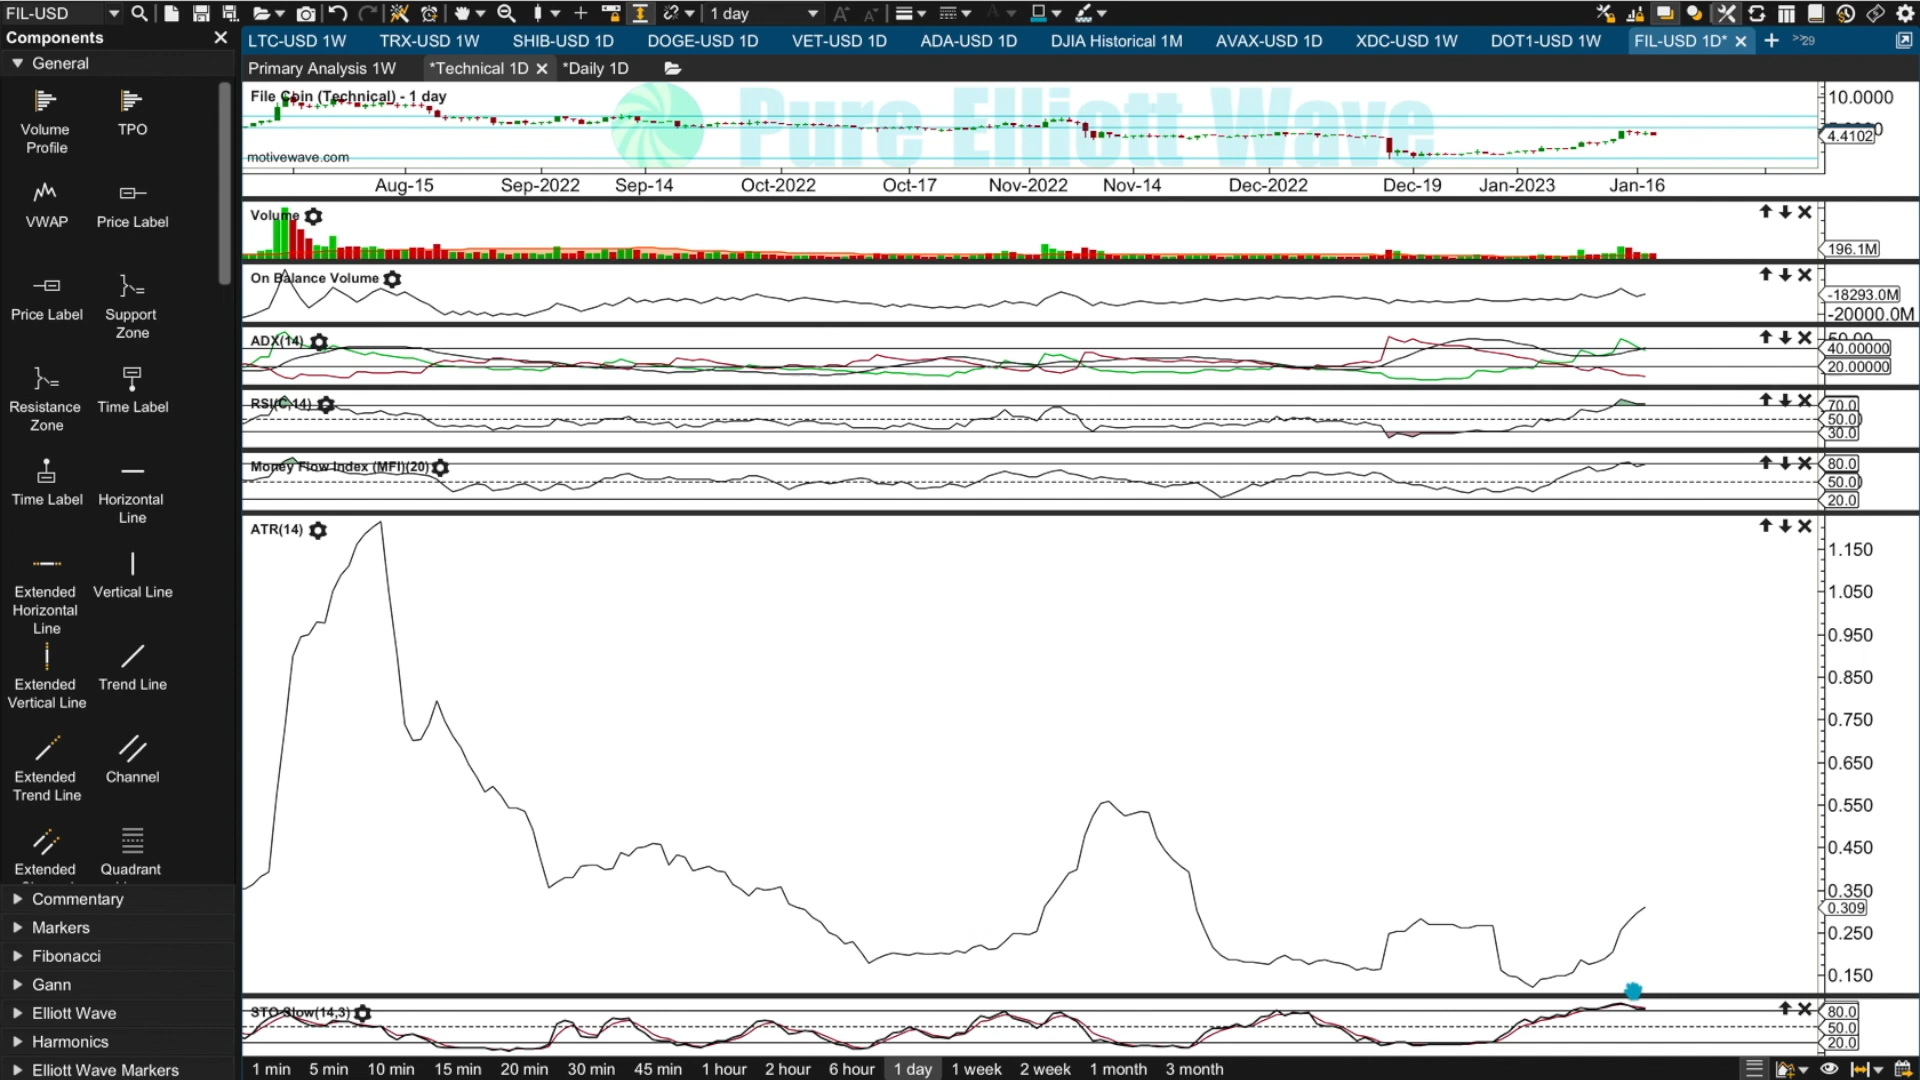 FIL-USD
1 day
Components
General
Volume Profile
TPO
VWAP
Price Label
Price Label
Support Zone
Resistance Zone
Time Label
Time Label
Horizontal Line
Extended Horizontal Line
Vertical Line
Extended Vertical Line
Trend Line
Extended Trend Line
Channel
Extended
Quadrant
Commentary
Markers
Fibonacci
Gann
Elliott Wave
Harmonics
Elliott Wave Markers
LTC-USD 1W
TRX-USD 1W
SHIB-USD 1D
DOGE-USD 1D
VET-USD 1D
ADA-USD 1D
DJIA Historical 1M
AVAX-USD 1D
XDC-USD 1W
DOT1-USD 1W
FIL-USD 1D*
>>29
Primary Analysis 1W
*Technical 1D
*Daily 1D
File Coin (Technical) - 1 day
Pure Elliott Wave
motivewave.com
10.0000
4.4102
Aug-15
Sep-2022
Sep-14
Oct-2022
Oct-17
Nov-2022
Nov-14
Dec-2022
Dec-19
Jan-2023
Jan-16
Volume
196.1M
On Balance Volume
-18293.0M
-20000.0M
ADX(14)
40.00000
20.00000
RSI(C,14)
70.0
50.0
30.0
Money Flow Index (MFI)(20)
80.0
50.0
20.0
ATR(14)
1.150
1.050
0.950
0.850
0.750
0.650
0.550
0.450
0.350
0.309
0.250
0.150
STO Slow(14,3)
80.0
50.0
20.0
1 min
5 min
10 min
15 min
20 min
30 min
45 min
1 hour
2 hour
6 hour
1 day
1 week
2 week
1 month
3 month